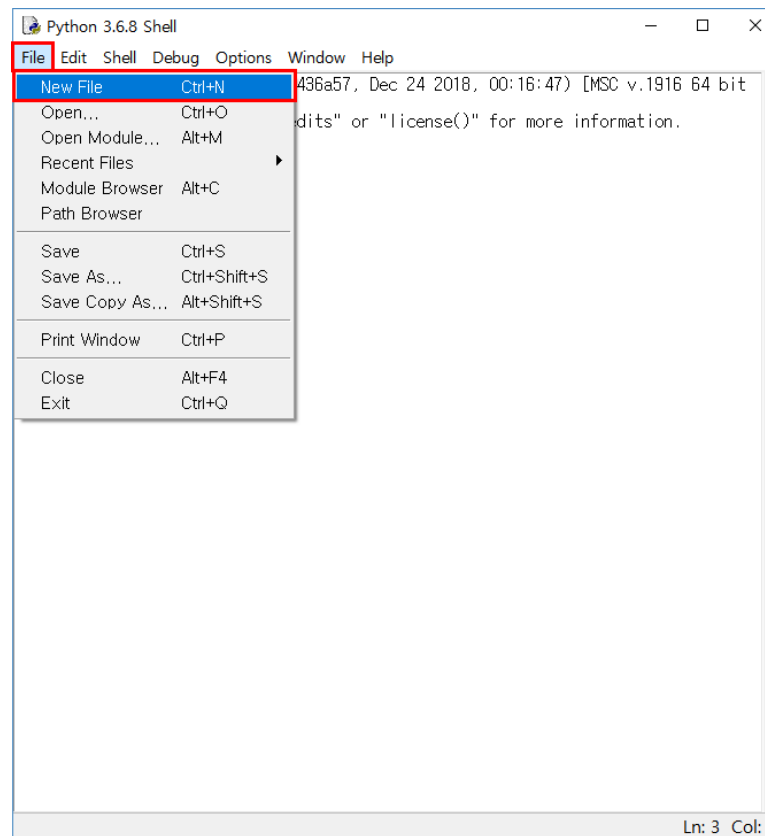 Python 3.6.8 Shell
File Edit Shell Debug Options Window Help
436a57, Dec 24 2018, 00:16:47) [MSC v.1916 64 bit
edits" or "license()" for more information.
New File Ctrl+N
Open... Ctrl+O
Open Module... Alt+M
Recent Files
Module Browser Alt+C
Path Browser
Save Ctrl+S
Save As... Ctrl+Shift+S
Save Copy As... Alt+Shift+S
Print Window Ctrl+P
Close Alt+F4
Exit Ctrl+Q
Ln: 3 Col: